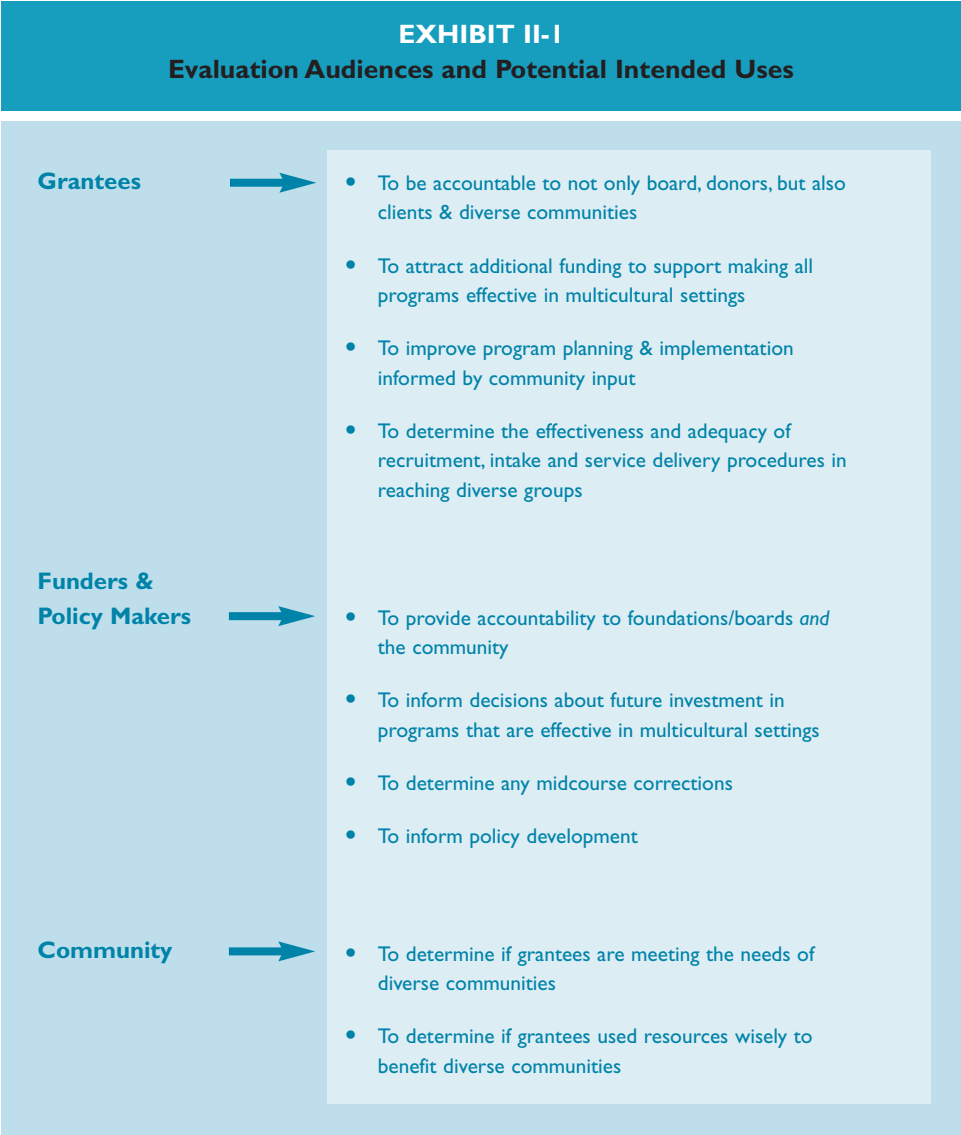 EXHIBIT II-1
Evaluation Audiences and Potential Intended Uses
Grantees
• To be accountable to not only board, donors, but also
clients & diverse communities
• To attract additional funding to support making all
programs effective in multicultural settings
• To improve program planning & implementation
informed by community input
• To determine the effectiveness and adequacy of
recruitment, intake and service delivery procedures in
reaching diverse groups
Funders &
Policy Makers
• To provide accountability to foundations/boards and
the community
• To inform decisions about future investment in
programs that are effective in multicultural settings
• To determine any midcourse corrections
• To inform policy development
Community
• To determine if grantees are meeting the needs of
diverse communities
• To determine if grantees used resources wisely to
benefit diverse communities